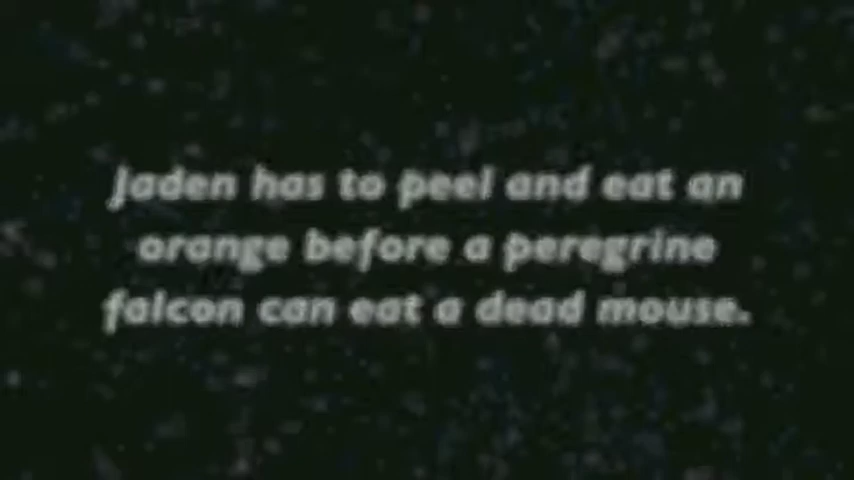 Jaden has to peel and eat an
orange before a peregrine
falcon can eat a dead mouse.